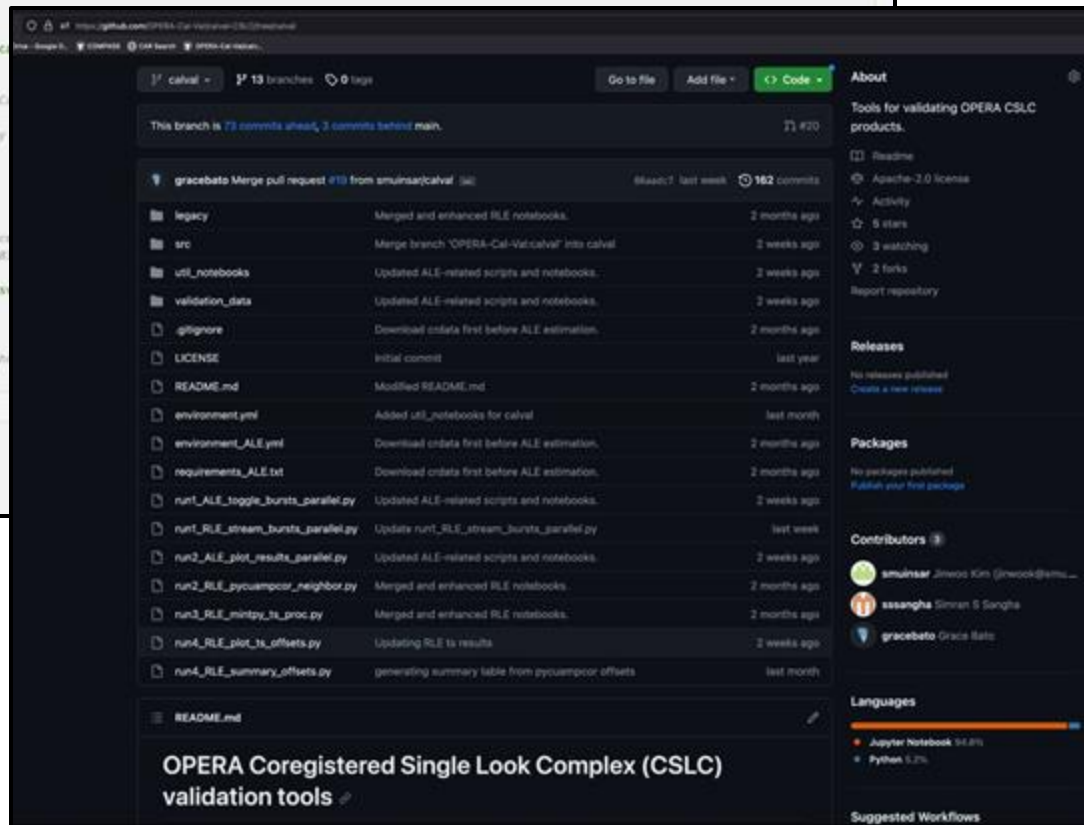 github.com
COMPASS
calval
13 branches
0 tags
Go to file
Add file
Code
This branch is 73 commits ahead, 3 commits behind main.
#20
gracebato Merge pull request #19 from smuinsar/calval
last week
162 commits
legacy Merged and enhanced RLE notebooks. 2 months ago
src Merge branch 'OPERA-Cal-Val:calval' into calval 2 weeks ago
util_notebooks Updated ALE-related scripts and notebooks. 2 weeks ago
validation_data Updated ALE-related scripts and notebooks. 2 weeks ago
.gitignore Download crdata first before ALE estimation. 2 months ago
LICENSE Initial commit last year
README.md Modified README.md 2 months ago
environment.yml Added util_notebooks for calval last month
environment_ALE.yml Download crdata first before ALE estimation. 2 months ago
requirements_ALE.txt Download crdata first before ALE estimation. 2 months ago
run1_ALE_toggle_bursts_parallel.py Updated ALE-related scripts and notebooks. 2 weeks ago
run1_RLE_stream_bursts_parallel.py Update run1_RLE_stream_bursts_parallel.py last week
run2_ALE_plot_results_parallel.py Updated ALE-related scripts and notebooks. 2 weeks ago
run2_RLE_pycuampcor_neighbor.py Merged and enhanced RLE notebooks. 2 months ago
run3_RLE_mintpy_ts_proc.py Merged and enhanced RLE notebooks. 2 months ago
run4_RLE_plot_ts_offsets.py Updating RLE ts results 2 weeks ago
run4_RLE_summary_offsets.py generating summary table from pycuampcor offsets last month
README.md
OPERA Coregistered Single Look Complex (CSLC)
validation tools
About
Tools for validating OPERA CSLC
products.
Readme
Apache-2.0 license
Activity
5 stars
3 watching
2 forks
Report repository
Releases
No releases published
Create a new release
Packages
No packages published
Publish your first package
Contributors 3
smuinsar Jinwoo Kim
sssangha Simran S Sangha
gracebato Grace Bato
Languages
Jupyter Notebook 94.8%
Python 5.2%
Suggested Workflows